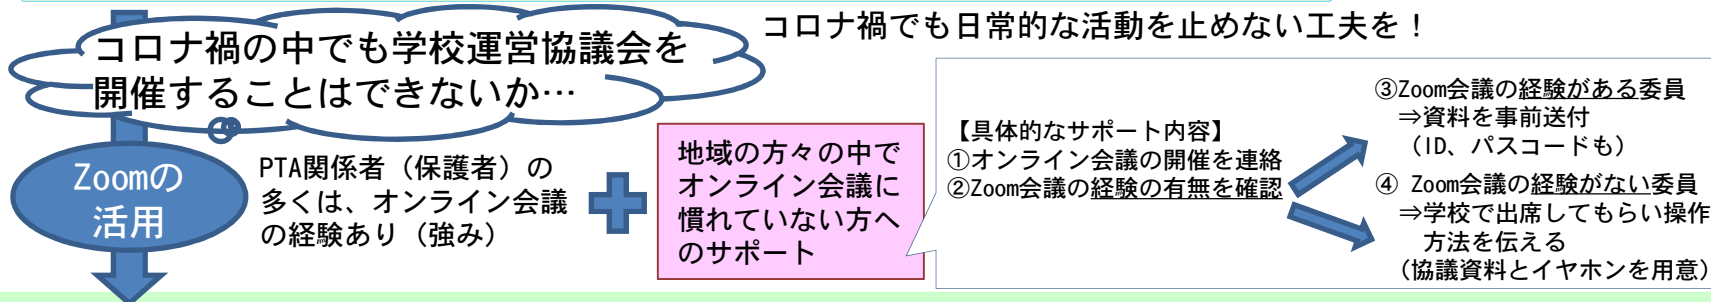 コロナ禍でも日常的な活動を止めない工夫を！
コロナ禍の中でも学校運営協議会を
開催することはできないか…
Zoomの
活用
PTA関係者（保護者）の
多くは、オンライン会議
の経験あり（強み）
地域の方々の中で
オンライン会議に
慣れていない方へ
のサポート
【具体的なサポート内容】
①オンライン会議の開催を連絡
②Zoom会議の経験の有無を確認
③Zoom会議の経験がある委員
⇒資料を事前送付
（ID、パスコードも）
④ Zoom会議の経験がない委員
⇒学校で出席してもらい操作
方法を伝える
（協議資料とイヤホンを用意）